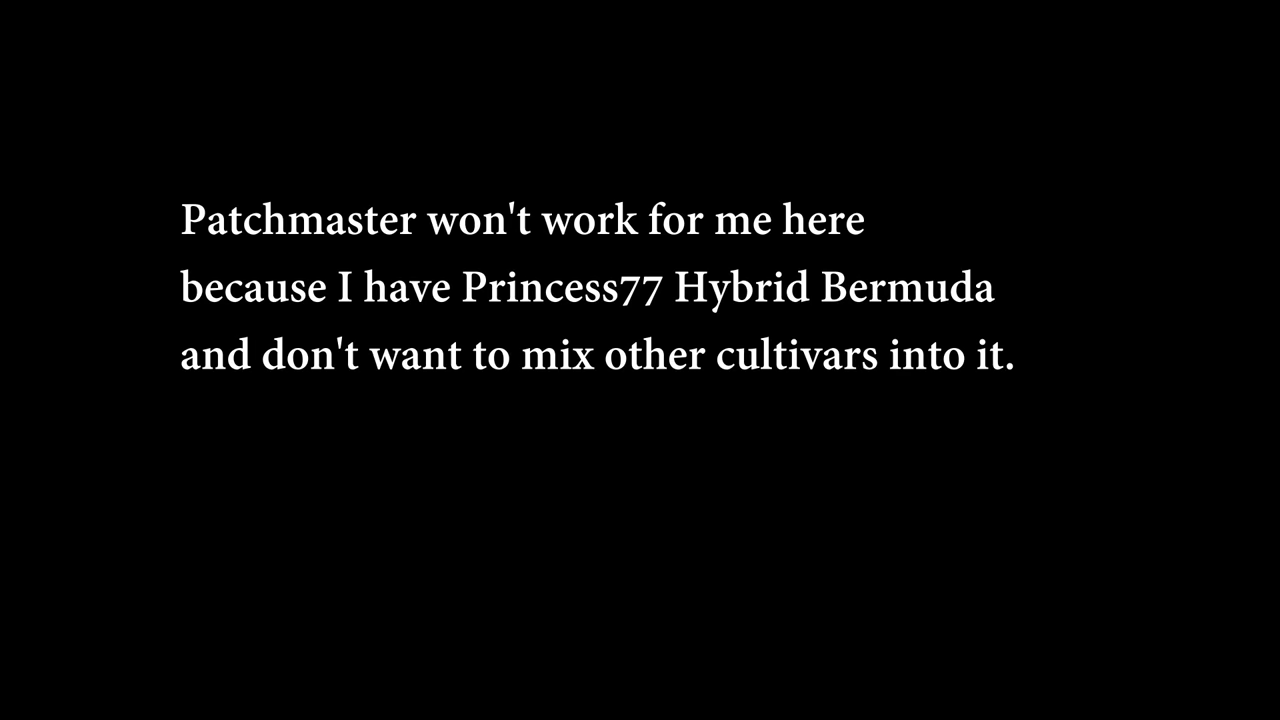 Patchmaster won't work for me here
because I have Princess77 Hybrid Bermuda
and don't want to mix other cultivars into it.